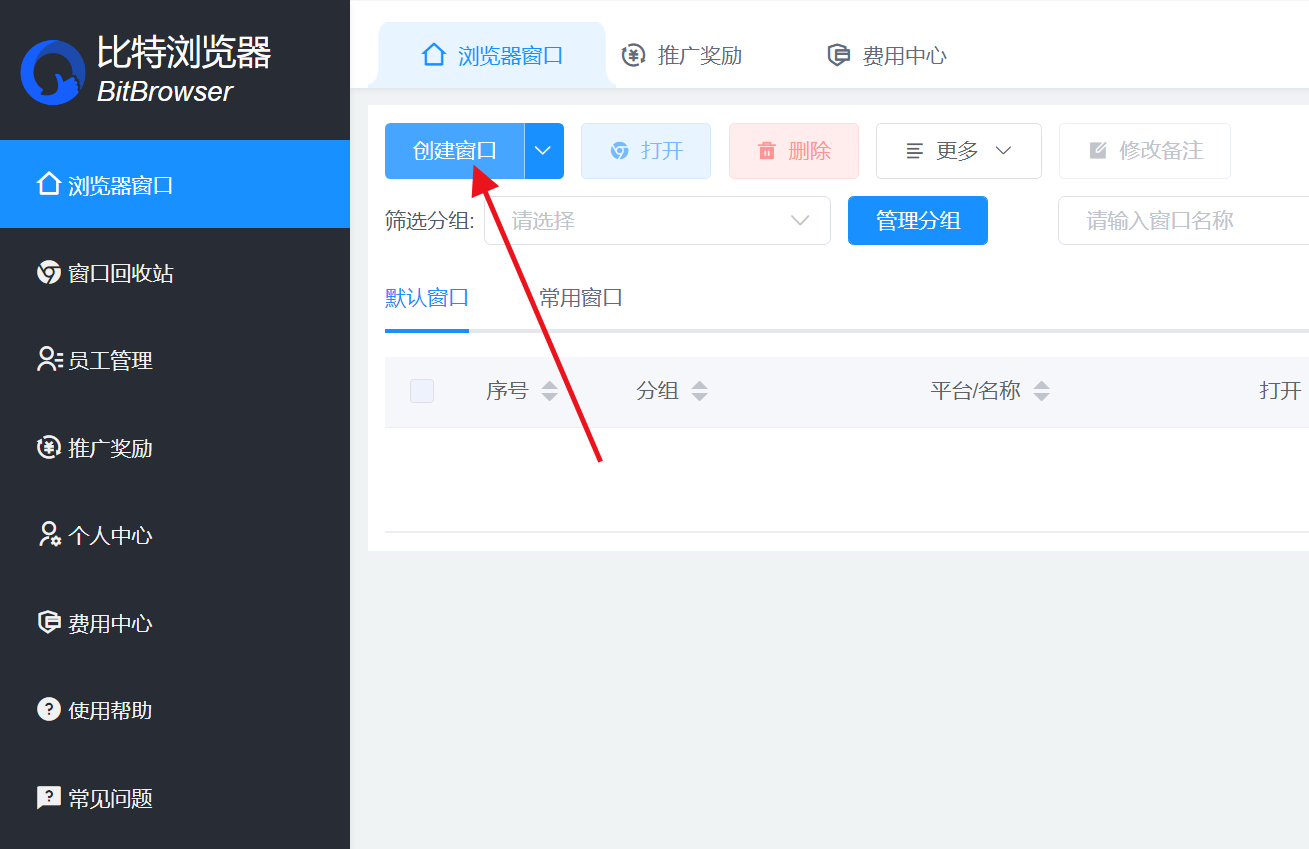 比特浏览器
BitBrowser
浏览器窗口
推广奖励
费用中心
创建窗口
打开
删除
更多
修改备注
筛选分组:
请选择
管理分组
请输入窗口名称
默认窗口
常用窗口
序号
分组
平台/名称
打开
浏览器窗口
窗口回收站
员工管理
推广奖励
个人中心
费用中心
使用帮助
常见问题